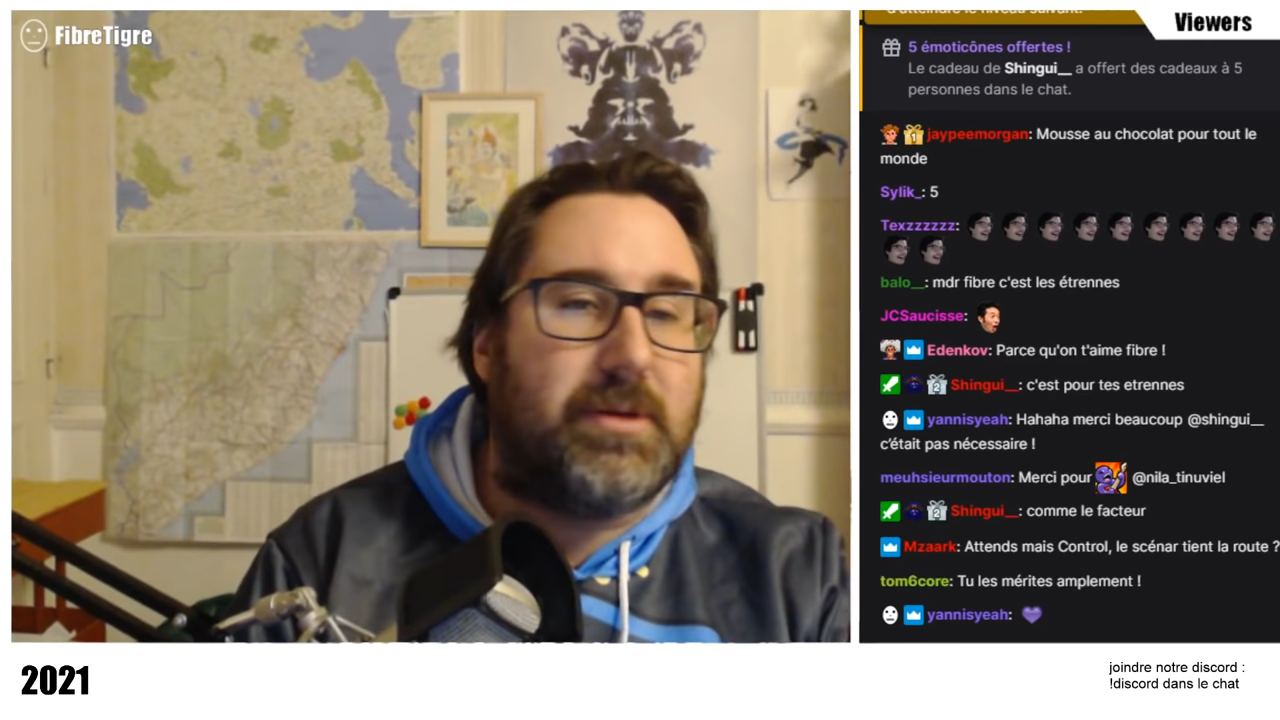 FibreTigre
Viewers
5 émoticônes offertes !
Le cadeau de Shingui__ a offert des cadeaux à 5
personnes dans le chat.
jaypeemorgan: Mousse au chocolat pour tout le
monde
Sylik_: 5
Texzzzzzz:
balo__: mdr fibre c'est les étrennes
JCSaucisse:
Edenkov: Parce qu'on t'aime fibre !
Shingui__: c'est pour tes etrennes
yannisyeah: Hahaha merci beaucoup @shingui__
c'était pas nécessaire !
meuhsieurmouton: Merci pour @nila_tinuviel
Shingui__: comme le facteur
Mzaark: Attends mais Control, le scénar tient la route ?
tom6core: Tu les mérites amplement !
yannisyeah:
2021
joindre notre discord :
!discord dans le chat